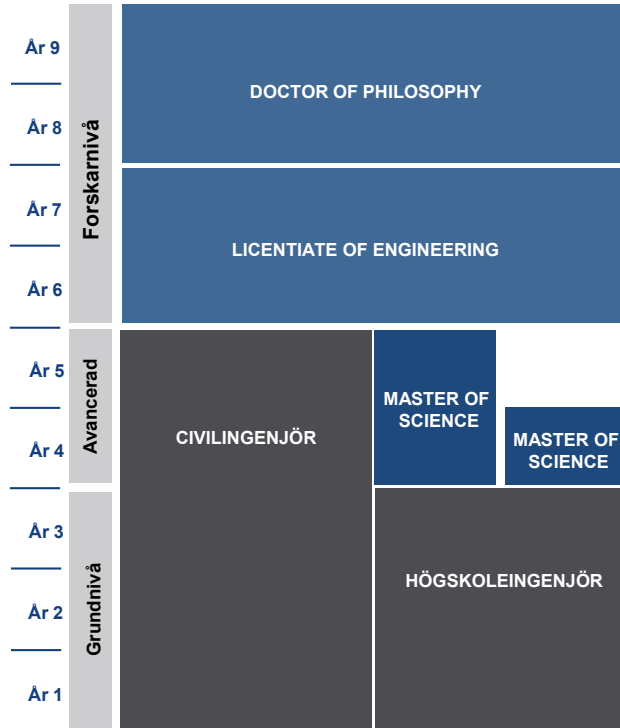 År 9
År 8
År 7
År 6
År 5
År 4
År 3
År 2
År 1
Forskarnivå
Avancerad
Grundnivå
DOCTOR OF PHILOSOPHY
LICENTIATE OF ENGINEERING
CIVILINGENJÖR
MASTER OF
SCIENCE
MASTER OF
SCIENCE
HÖGSKOLEINGENJÖR